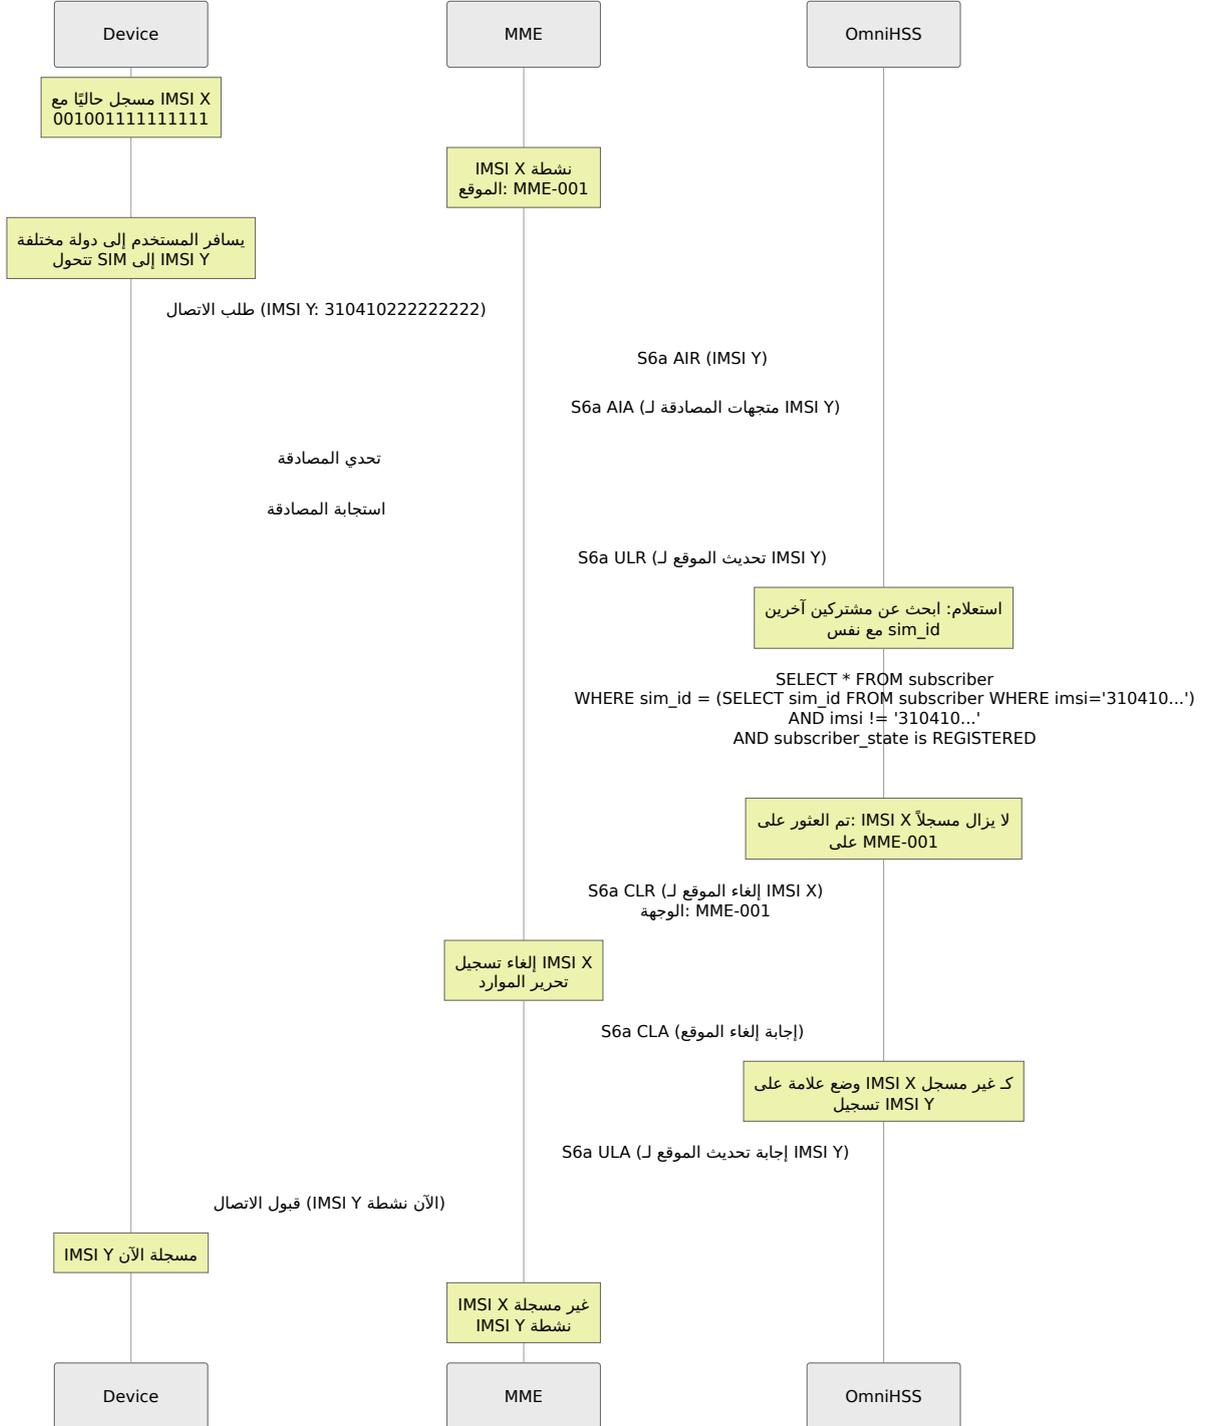 Device
MME
OmniHSS
مسجل حاليًا مع IMSI X
001001111111111
IMSI X نشطة
الموقع: MME-001
يسافر المستخدم إلى دولة مختلفة
تتحول SIM إلى IMSI Y
طلب الاتصال (IMSI Y: 310410222222222)
S6a AIR (IMSI Y)
S6a AIA (متجهات المصادقة لـ IMSI Y)
تحدي المصادقة
استجابة المصادقة
S6a ULR (تحديث الموقع لـ IMSI Y)
استعلام: ابحث عن مشتركين آخرين
مع نفس sim_id
SELECT * FROM subscriber
WHERE sim_id = (SELECT sim_id FROM subscriber WHERE imsi='310410...')
AND imsi != '310410...'
AND subscriber_state is REGISTERED
تم العثور على: IMSI X لا يزال مسجلاً
على MME-001
S6a CLR (إلغاء الموقع لـ IMSI X)
الوجهة: MME-001
إلغاء تسجيل IMSI X
تحرير الموارد
S6a CLA (إجابة إلغاء الموقع)
وضع علامة على IMSI X كـ غير مسجل
تسجيل IMSI Y
S6a ULA (إجابة تحديث الموقع لـ IMSI Y)
قبول الاتصال (IMSI Y الآن نشطة)
IMSI Y مسجلة الآن
IMSI X غير مسجلة
IMSI Y نشطة
Device
MME
OmniHSS